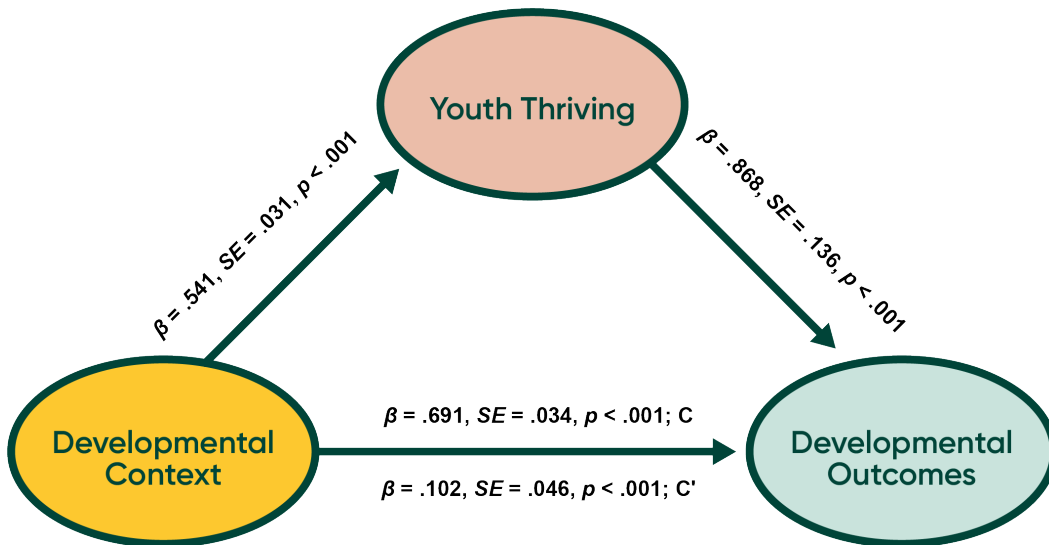 Youth Thriving
β = .541, SE = .031, p < .001
β = .868, SE = .136, p < .001
Developmental
Context
β = .691, SE = .034, p < .001; C
β = .102, SE = .046, p < .001; C'
Developmental
Outcomes